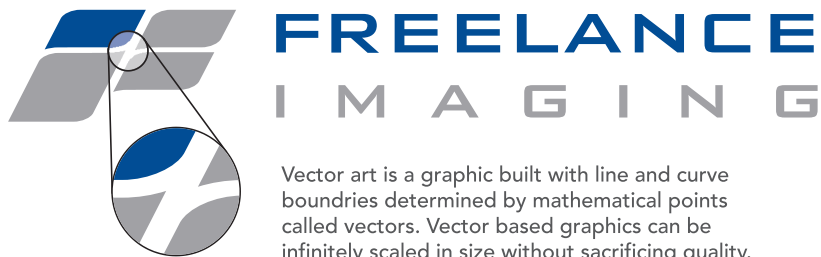 FREELANCE
IMAGING
Vector art is a graphic built with line and curve
boundries determined by mathematical points
called vectors. Vector based graphics can be
infinitely scaled in size without sacrificing quality.